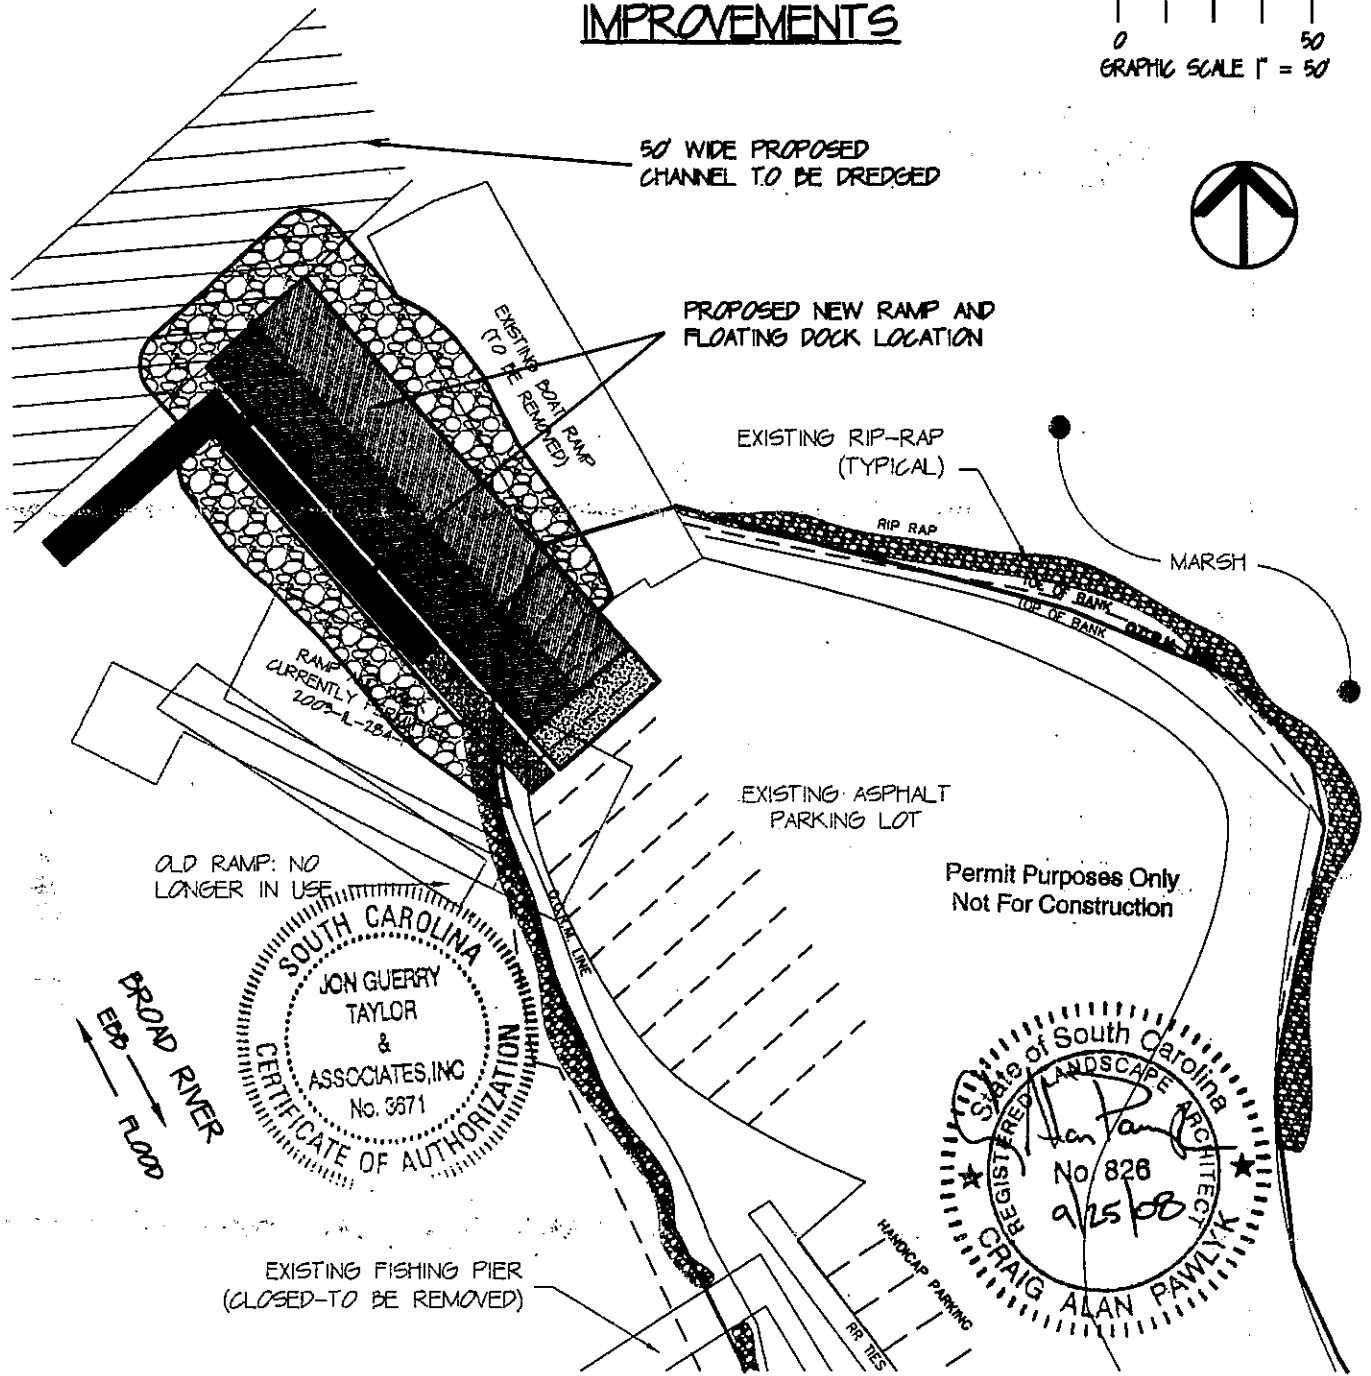 IMPROVEMENTS
0 50
GRAPHIC SCALE 1" = 50'
50' WIDE PROPOSED
CHANNEL TO BE DREDGED
PROPOSED NEW RAMP AND
FLOATING DOCK LOCATION
EXISTING BOAT RAMP
(TO BE REMOVED)
EXISTING RIP-RAP
(TYPICAL)
RIP RAP
MARSH
TOE OF BANK
TOP OF BANK
RAMP
CURRENTLY
EXISTING ASPHALT
PARKING LOT
OLD RAMP: NO
LONGER IN USE
Permit Purposes Only
Not For Construction
O.C.R.M. LINE
SOUTH CAROLINA
JON GUERRY
TAYLOR
&
ASSOCIATES, INC
No. 3671
CERTIFICATE OF AUTHORIZATION
BROAD RIVER
EBB
FLOOD
State of South Carolina
REGISTERED LANDSCAPE ARCHITECT
No. 826
9/25/08
CRAIG ALAN PAWLYK
HANDICAP PARKING
RR TIES
EXISTING FISHING PIER
(CLOSED-TO BE REMOVED)